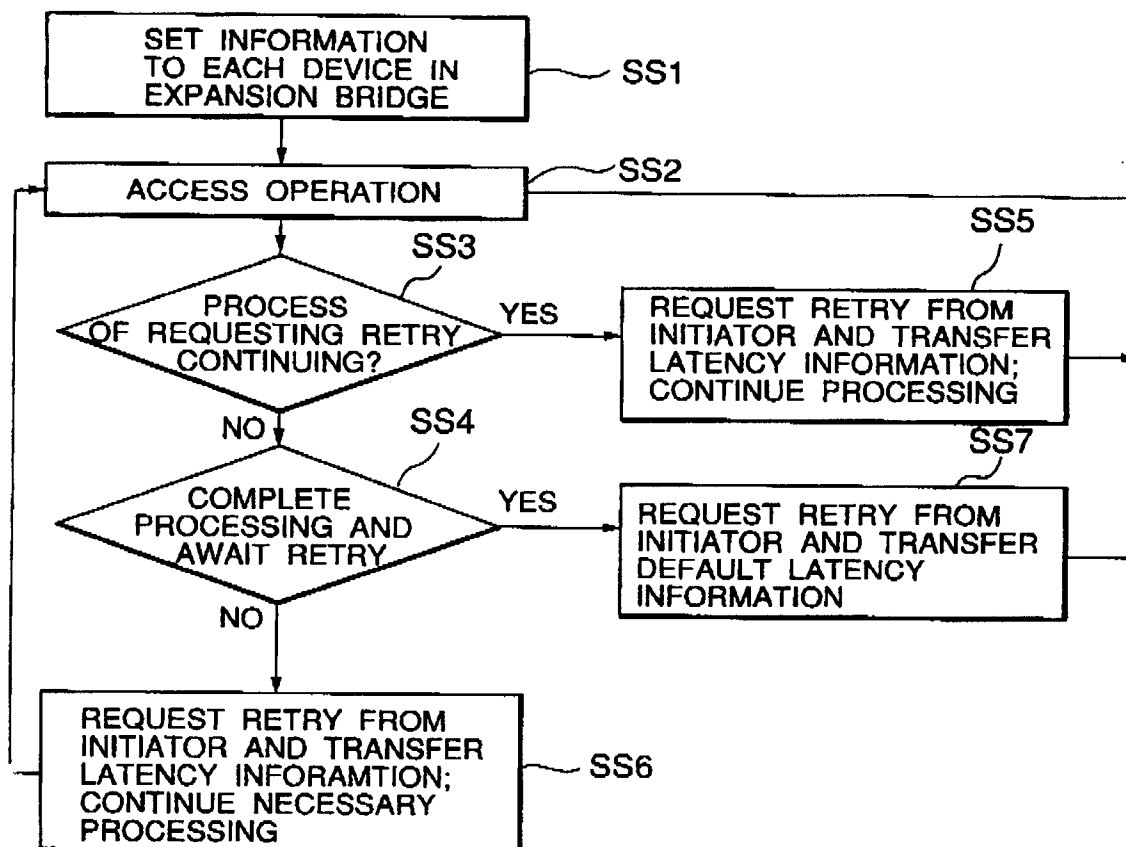 SET INFORMATION
TO EACH DEVICE IN
EXPANSION BRIDGE
SS1
ACCESS OPERATION
SS2
PROCESS
OF REQUESTING RETRY
CONTINUING?
SS3
YES
NO
REQUEST RETRY FROM
INITIATOR AND TRANSFER
LATENCY INFORMATION;
CONTINUE PROCESSING
SS5
COMPLETE
PROCESSING AND
AWAIT RETRY
SS4
YES
NO
REQUEST RETRY FROM
INITIATOR AND TRANSFER
DEFAULT LATENCY
INFORMATION
SS7
REQUEST RETRY FROM
INITIATOR AND TRANSFER
LATENCY INFORAMTION;
CONTINUE NECESSARY
PROCESSING
SS6